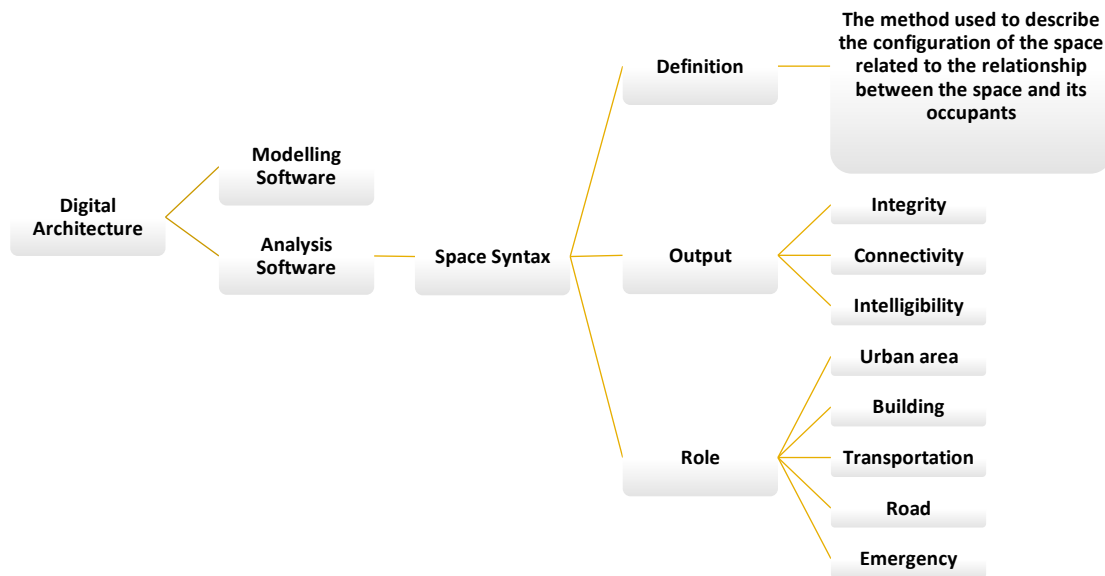 Digital
Architecture
Modelling
Software
Analysis
Software
Space Syntax
Definition
The method used to describe
the configuration of the space
related to the relationship
between the space and its
occupants
Output
Integrity
Connectivity
Intelligibility
Role
Urban area
Building
Transportation
Road
Emergency